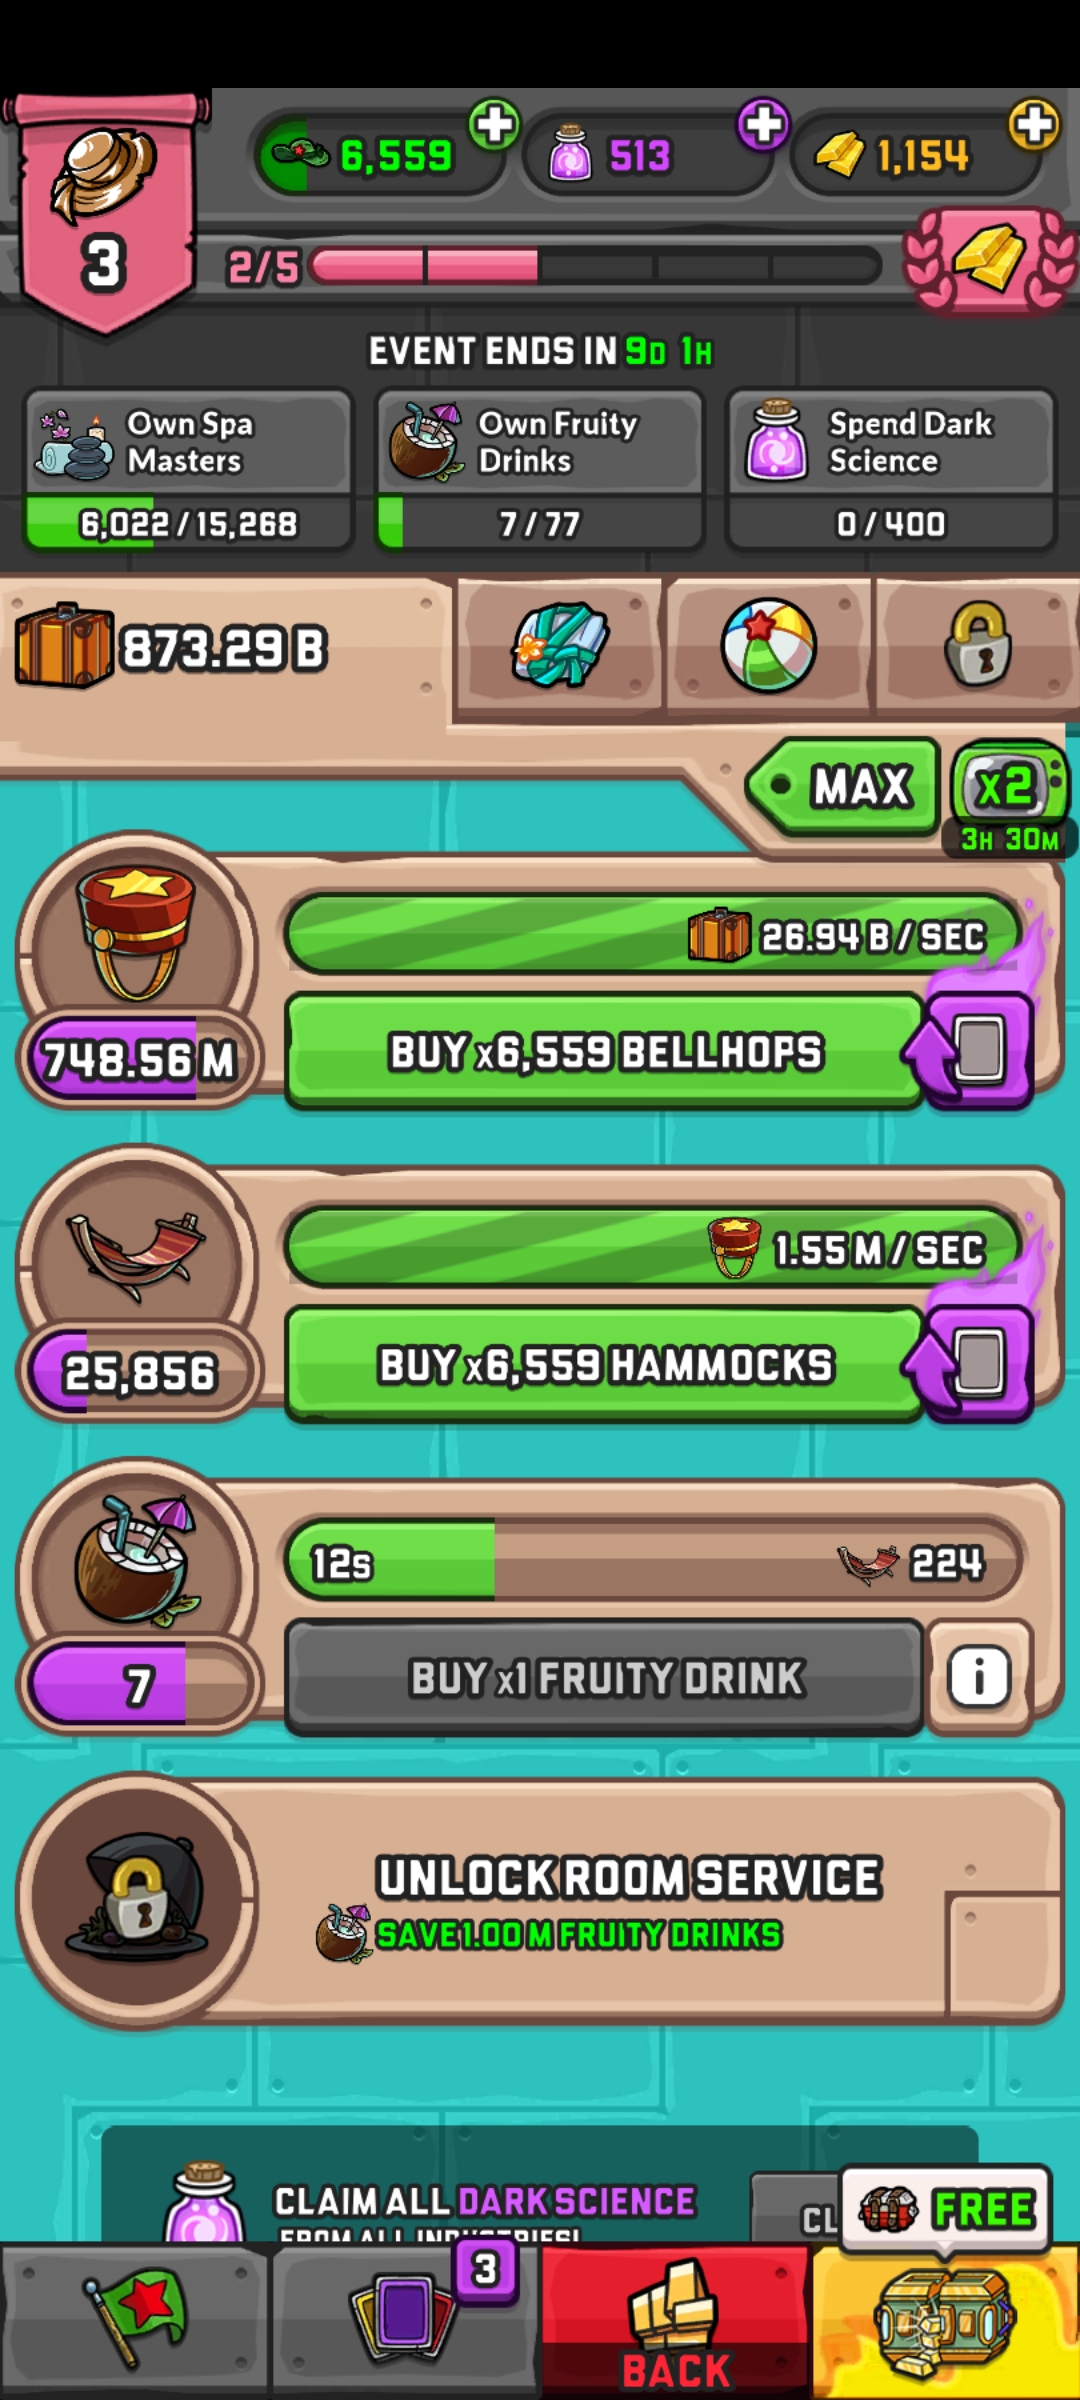 6,559
513
1,154
3
2/5
EVENT ENDS IN 9D 1H
Own Spa
Masters
6,022/15,268
Own Fruity
Drinks
7/77
Spend Dark
Science
0/400
873.29 B
MAX
x2
3H 30M
26.94 B/SEC
748.56 M
BUY x6,559 BELLHOPS
1.55 M/SEC
25,856
BUY x6,559 HAMMOCKS
12s
224
7
BUY x1 FRUITY DRINK
i
UNLOCK ROOM SERVICE
SAVE 1.00 M FRUITY DRINKS
CLAIM ALL DARK SCIENCE
FROM ALL INDUSTRIES!
CL
FREE
3
BACK